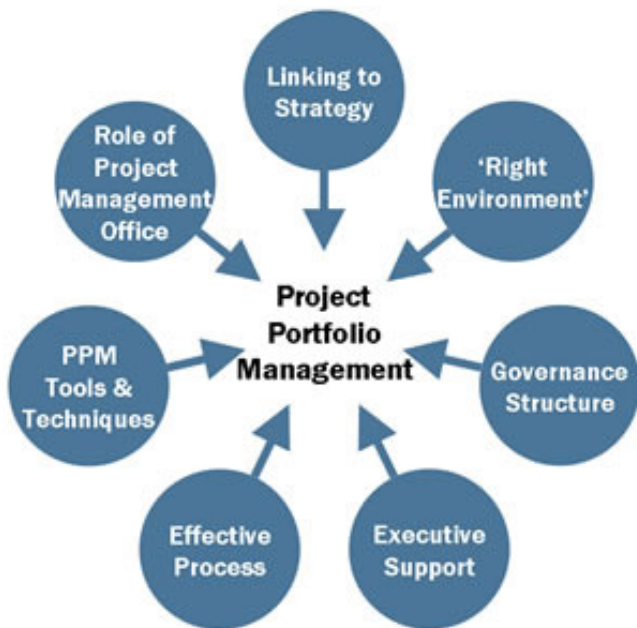 Linking to
Strategy
'Right
Environment'
Governance
Structure
Executive
Support
Effective
Process
PPM
Tools &
Techniques
Role of
Project
Management
Office
Project
Portfolio
Management